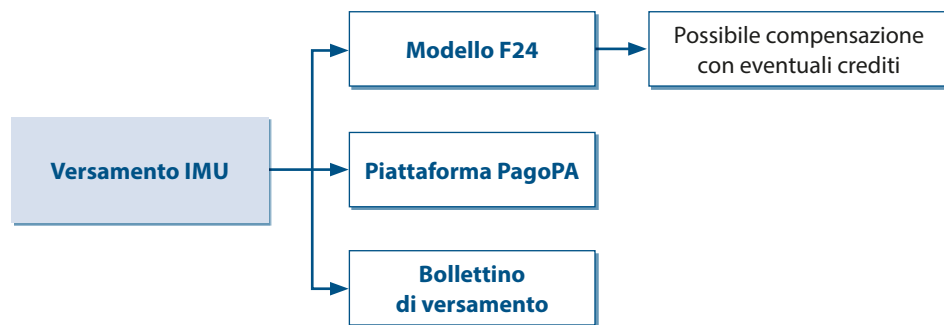 Versamento IMU
Modello F24
Possibile compensazione
con eventuali crediti
Piattaforma PagoPA
Bollettino
di versamento